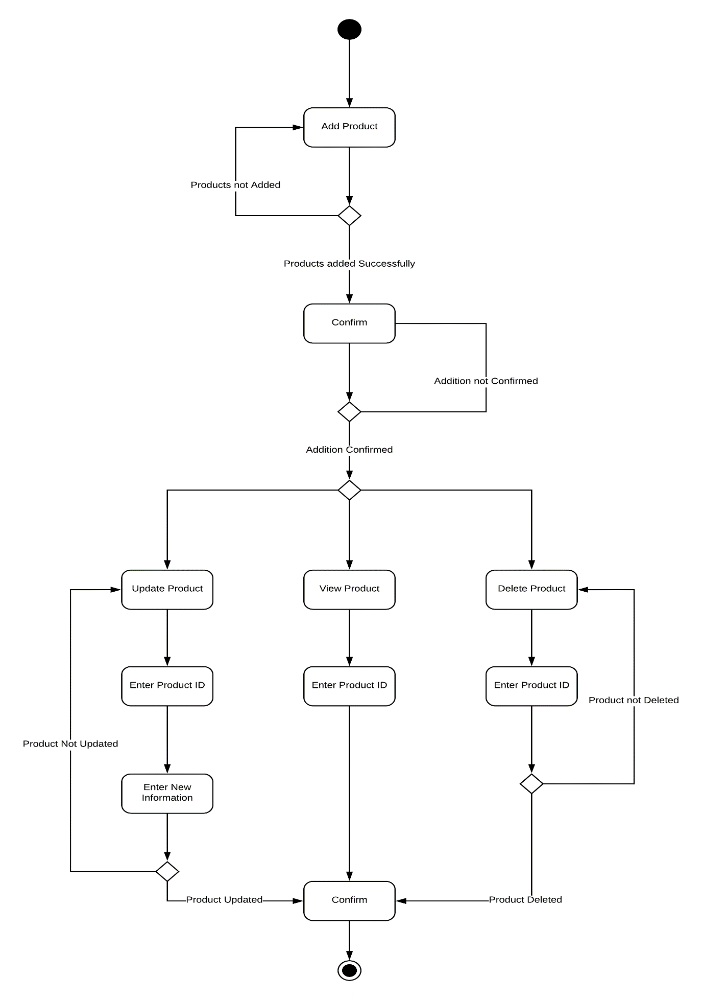 Add Product
Products not Added
Products added Successfully
Confirm
Addition not Confirmed
Addition Confirmed
Update Product
View Product
Delete Product
Enter Product ID
Enter Product ID
Enter Product ID
Product not Deleted
Product Not Updated
Enter New
Information
Product Updated
Confirm
Product Deleted